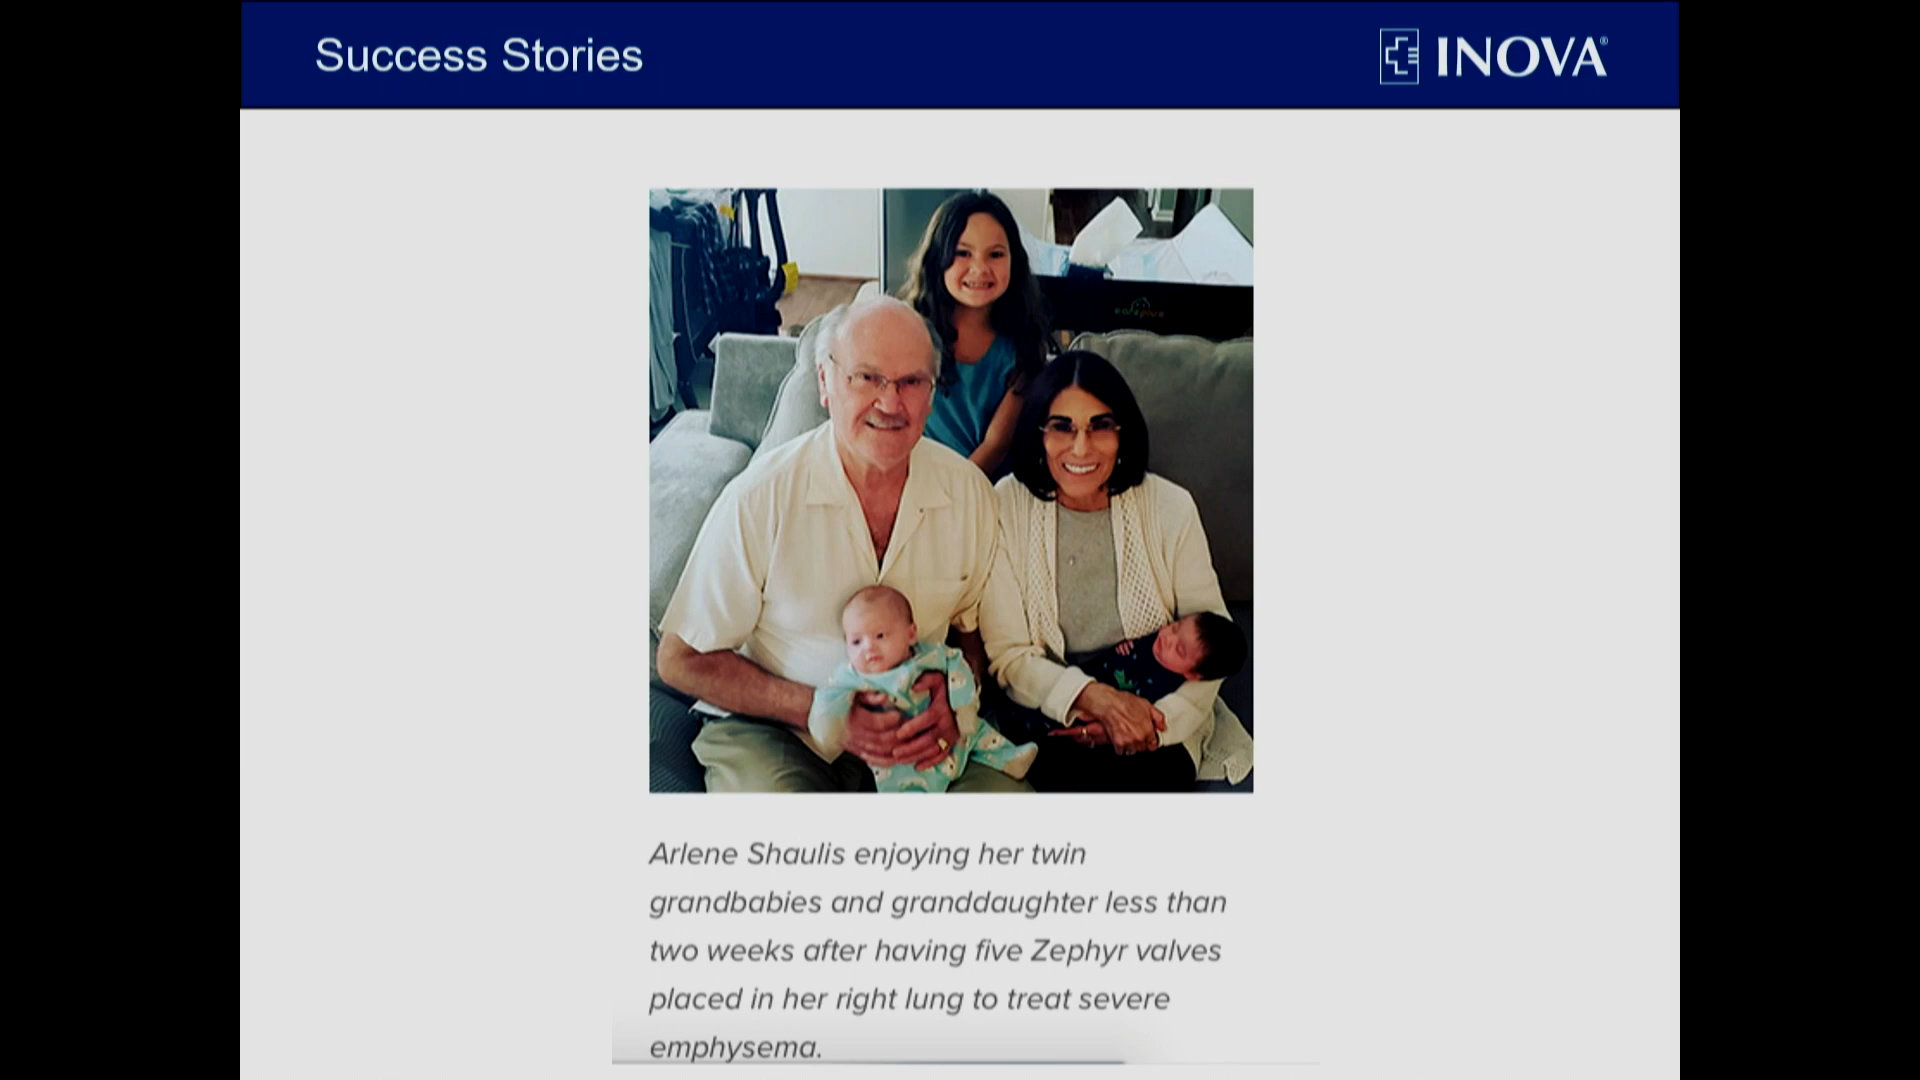 Success Stories
INOVA®
Arlene Shaulis enjoying her twin
grandbabies and granddaughter less than
two weeks after having five Zephyr valves
placed in her right lung to treat severe
emphysema.